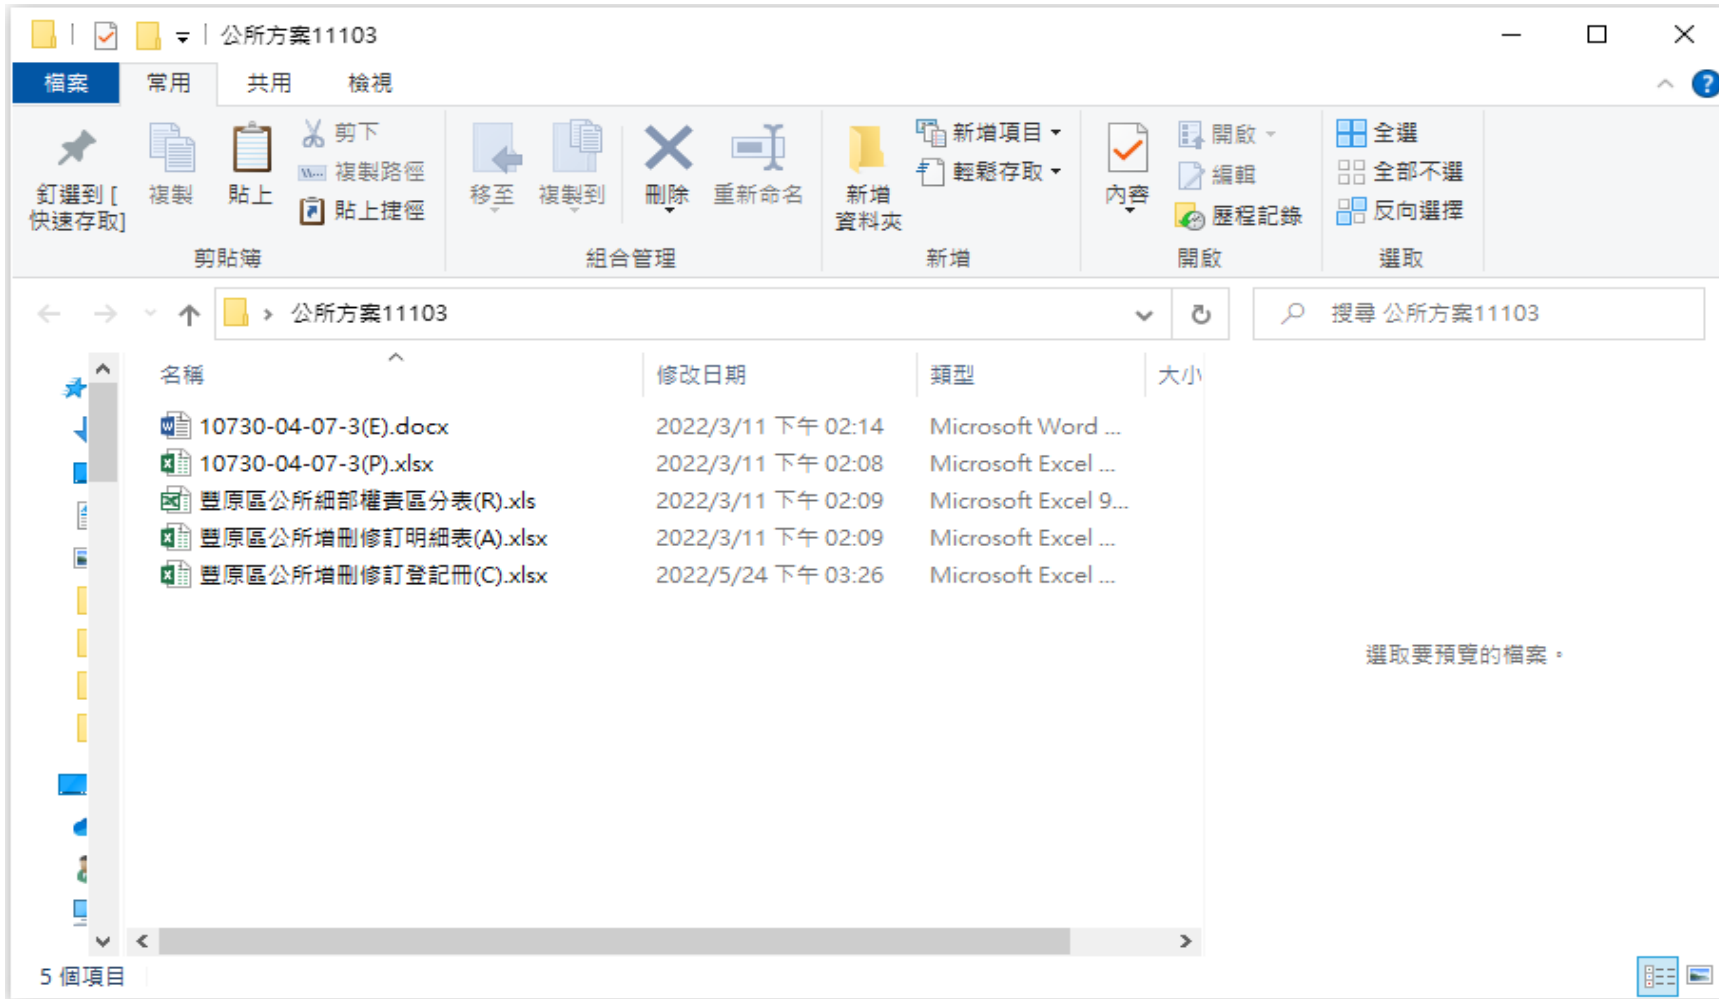 公所方案11103
檔案 常用 共用 檢視
釘選到 [
快速存取]
複製
貼上
剪下
複製路徑
貼上捷徑
剪貼簿
移至
複製到
刪除
重新命名
組合管理
新增
資料夾
新增項目
輕鬆存取
新增
內容
開啟
編輯
歷程記錄
開啟
全選
全部不選
反向選擇
選取
公所方案11103
搜尋 公所方案11103
名稱 修改日期 類型 大小
10730-04-07-3(E).docx 2022/3/11 下午 02:14 Microsoft Word ...
10730-04-07-3(P).xlsx 2022/3/11 下午 02:08 Microsoft Excel ...
豐原區公所細部權責區分表(R).xls 2022/3/11 下午 02:09 Microsoft Excel 9...
豐原區公所增刪修訂明細表(A).xlsx 2022/3/11 下午 02:09 Microsoft Excel ...
豐原區公所增刪修訂登記冊(C).xlsx 2022/5/24 下午 03:26 Microsoft Excel ...
選取要預覽的檔案。
5 個項目